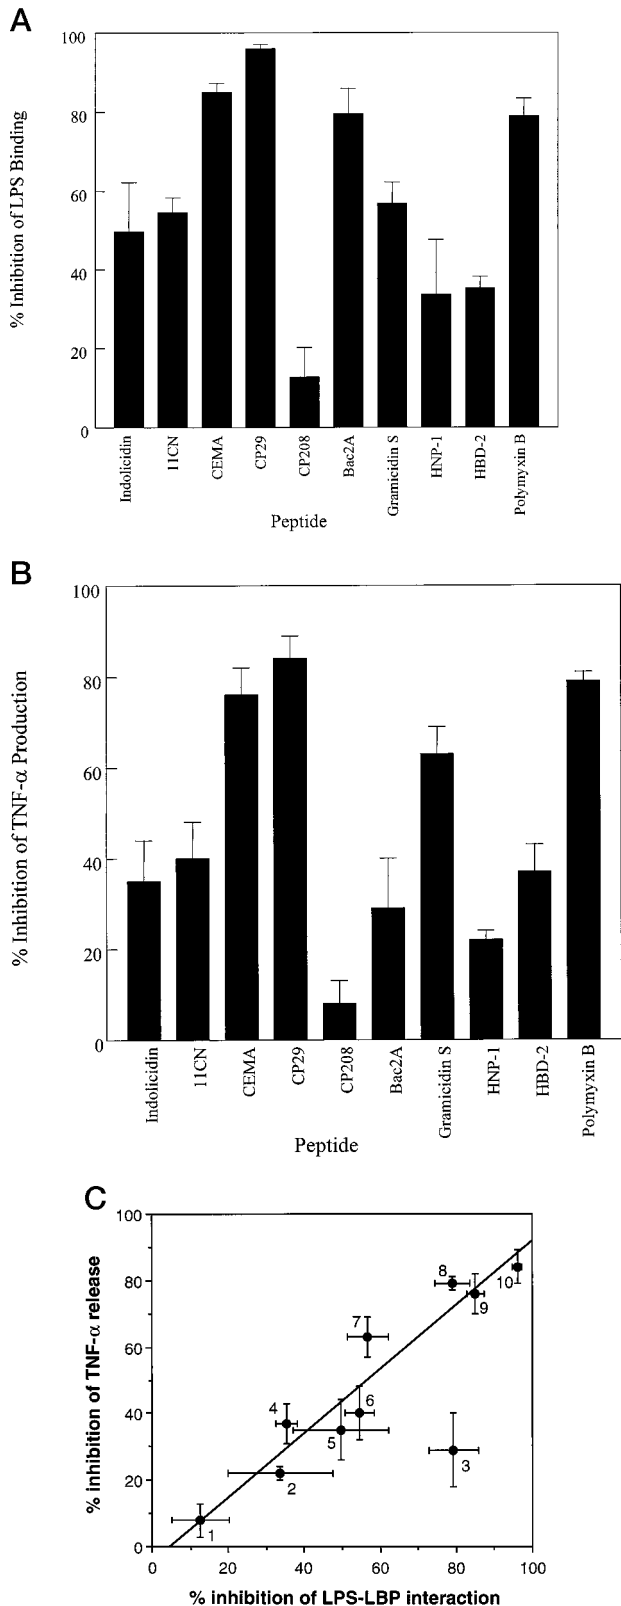 A
% Inhibition of LPS Binding
100
80
60
40
20
0
Indolicidin
11CN
CEMA
CP29
CP208
Bac2A
Gramicidin S
HNP-1
HBD-2
Polymyxin B
Peptide
B
% Inhibition of TNF-α Production
100
80
60
40
20
0
Indolicidin
11CN
CEMA
CP29
CP208
Bac2A
Gramicidin S
HNP-1
HBD-2
Polymyxin B
Peptide
C
% inhibition of TNF-α release
100
80
60
40
20
0
8
10
9
7
4
6
5
3
2
1
0 20 40 60 80 100
% inhibition of LPS-LBP interaction